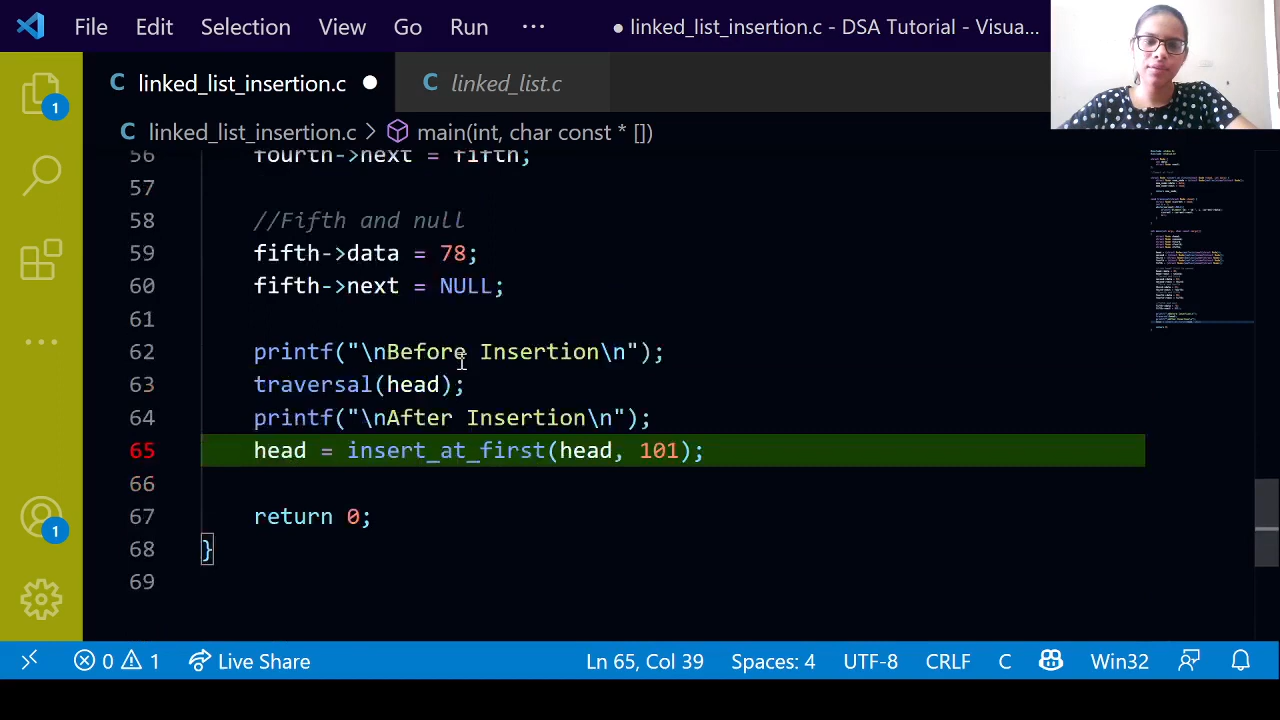 File Edit Selection View Go Run ··· ● linked_list_insertion.c - DSA Tutorial - Visua...
C linked_list_insertion.c ● C linked_list.c
C linked_list_insertion.c > main(int, char const * [])
56 fourth->next = fifth;
57
58 //Fifth and null
59 fifth->data = 78;
60 fifth->next = NULL;
61
62 printf("\nBefore Insertion\n");
63 traversal(head);
64 printf("\nAfter Insertion\n");
65 head = insert_at_first(head, 101);
66
67 return 0;
68 }
69
1
1
0 1 Live Share Ln 65, Col 39 Spaces: 4 UTF-8 CRLF C Win32